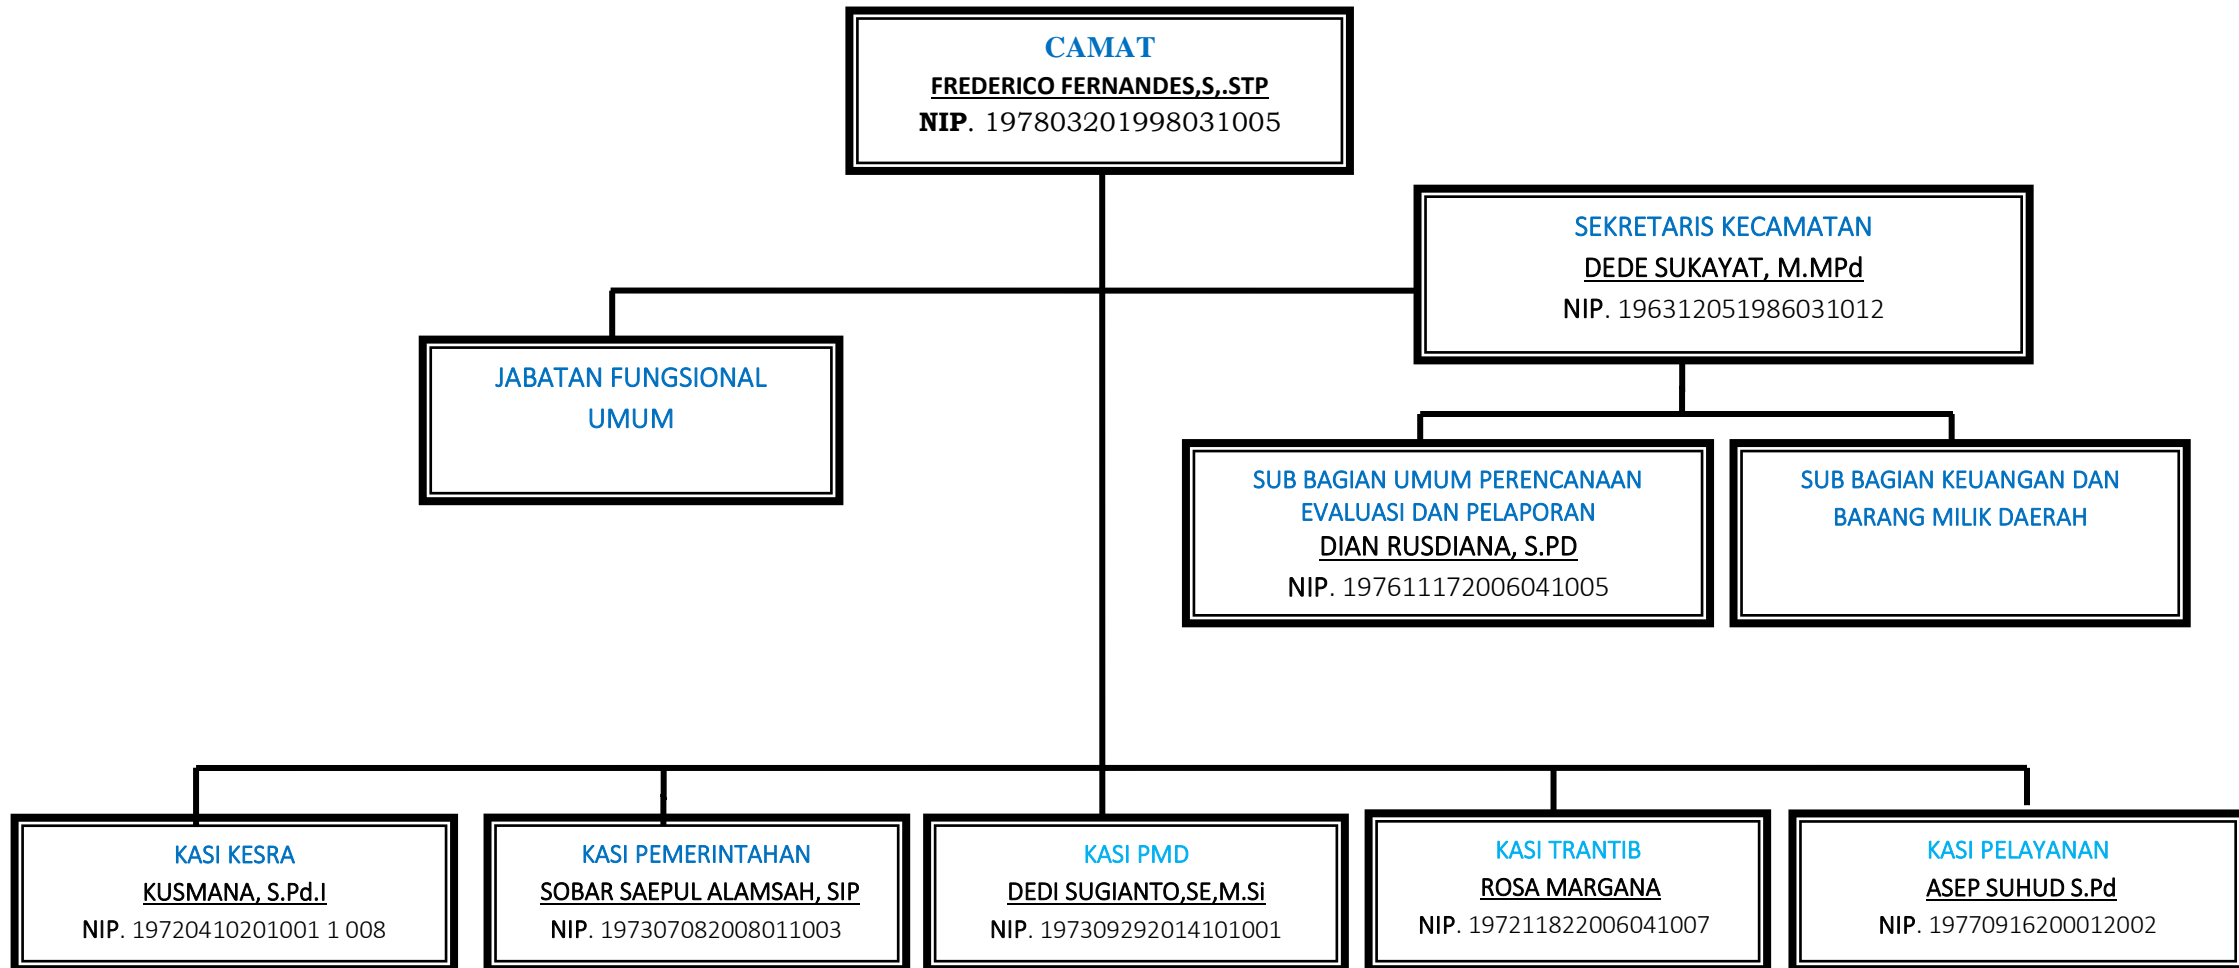 CAMAT
FREDERICO FERNANDES,S,.STP
NIP. 197803201998031005
SEKRETARIS KECAMATAN
DEDE SUKAYAT, M.MPd
NIP. 196312051986031012
JABATAN FUNGSIONAL
UMUM
SUB BAGIAN UMUM PERENCANAAN
EVALUASI DAN PELAPORAN
DIAN RUSDIANA, S.PD
NIP. 197611172006041005
SUB BAGIAN KEUANGAN DAN
BARANG MILIK DAERAH
KASI KESRA
KUSMANA, S.Pd.I
NIP. 19720410201001 1 008
KASI PEMERINTAHAN
SOBAR SAEPUL ALAMSAH, SIP
NIP. 197307082008011003
KASI PMD
DEDI SUGIANTO,SE,M.Si
NIP. 197309292014101001
KASI TRANTIB
ROSA MARGANA
NIP. 197211822006041007
KASI PELAYANAN
ASEP SUHUD S.Pd
NIP. 19770916200012002